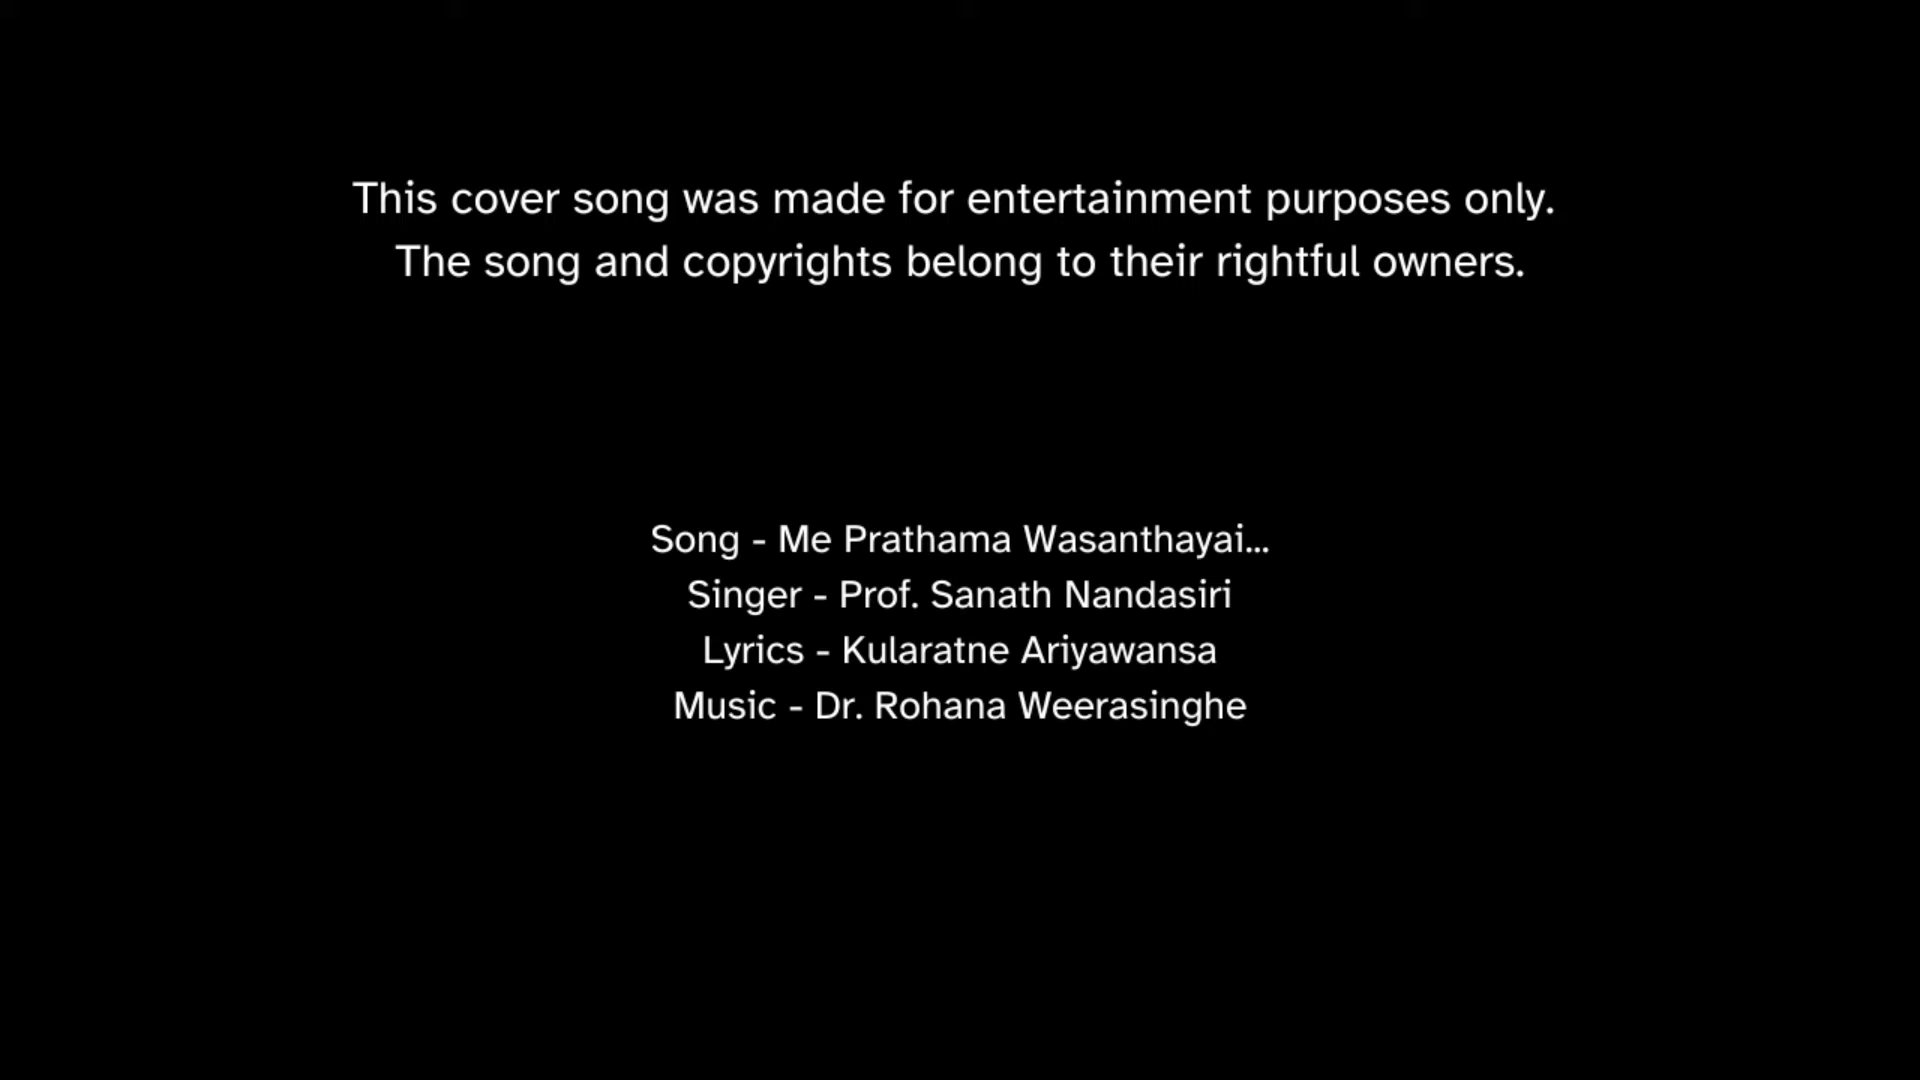 This cover song was made for entertainment purposes only.
The song and copyrights belong to their rightful owners.
Song - Me Prathama Wasanthayai...
Singer - Prof. Sanath Nandasiri
Lyrics - Kularatne Ariyawansa
Music - Dr. Rohana Weerasinghe